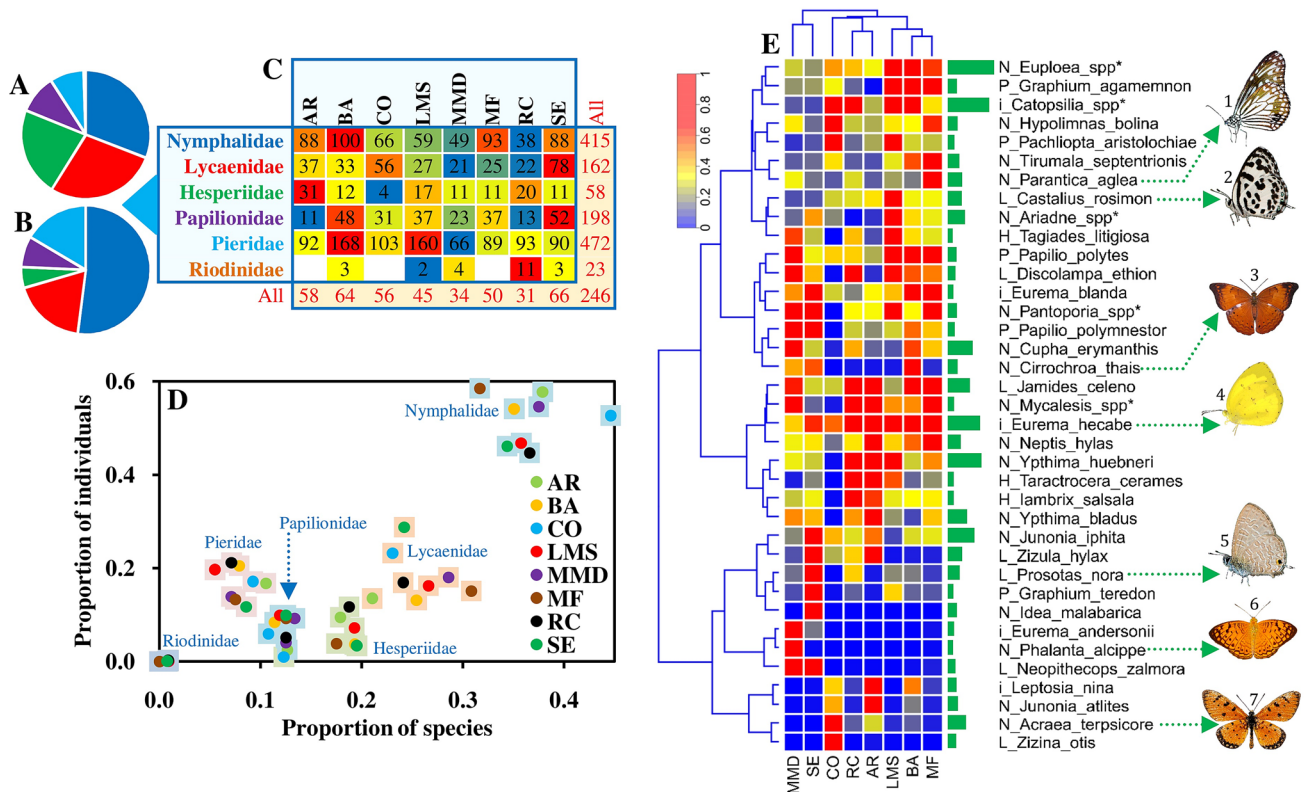 A
B
C
AR BA CO LMS MMD MF RC SE All
Nymphalidae 88 100 66 59 49 93 38 88 415
Lycaenidae 37 33 56 27 21 25 22 78 162
Hesperiidae 31 12 4 17 11 11 20 11 58
Papilionidae 11 48 31 37 23 37 13 52 198
Pieridae 92 168 103 160 66 89 93 90 472
Riodinidae 3 2 4 11 3 23
All 58 64 56 45 34 50 31 66 246
D
Proportion of individuals
0.6
0.4
0.2
0.0
0.0 0.1 0.2 0.3 0.4
Proportion of species
Nymphalidae
Papilionidae
Pieridae
Lycaenidae
Riodinidae
Hesperiidae
AR
BA
CO
LMS
MMD
MF
RC
SE
E
1
0.8
0.6
0.4
0.2
0
N_Euploea_spp*
P_Graphium_agamemnon
i_Catopsilia_spp*
N_Hypolimnas_bolina
P_Pachliopta_aristolochiae
N_Tirumala_septentrionis
N_Parantica_aglea
L_Castalius_rosimon
N_Ariadne_spp*
H_Tagiades_litigiosa
P_Papilio_polytes
L_Discolampa_ethion
i_Eurema_blanda
N_Pantoporia_spp*
P_Papilio_polymnestor
N_Cupha_erymanthis
N_Cirrochroa_thais
L_Jamides_celeno
N_Mycalesis_spp*
i_Eurema_hecabe
N_Neptis_hylas
N_Ypthima_huebneri
H_Taractrocera_cerames
H_Iambrix_salsala
N_Ypthima_bladus
N_Junonia_iphita
L_Zizula_hylax
L_Prosotas_nora
P_Graphium_teredon
N_Idea_malabarica
i_Eurema_andersonii
N_Phalanta_alcippe
L_Neopithecops_zalmora
i_Leptosia_nina
N_Junonia_atlites
N_Acraea_terpsicore
L_Zizina_otis
MMD SE CO RC AR LMS BA MF
1
2
3
4
5
6
7